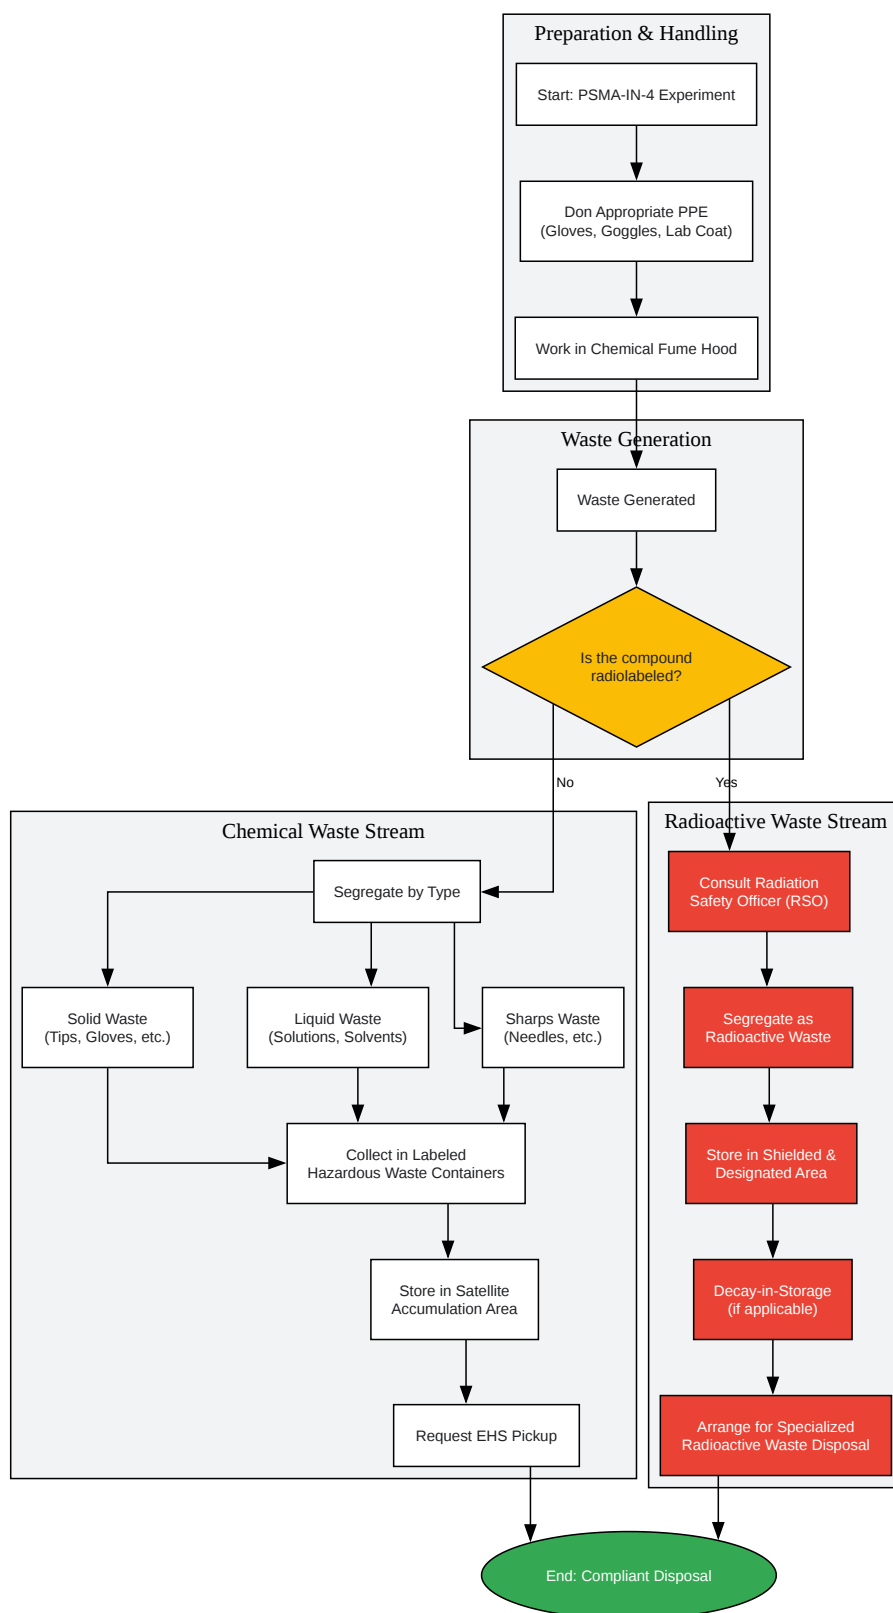 Preparation & Handling
Start: PSMA-IN-4 Experiment
Don Appropriate PPE
(Gloves, Goggles, Lab Coat)
Work in Chemical Fume Hood
Waste Generation
Waste Generated
Is the compound
radiolabeled?
No
Yes
Chemical Waste Stream
Segregate by Type
Solid Waste
(Tips, Gloves, etc.)
Liquid Waste
(Solutions, Solvents)
Sharps Waste
(Needles, etc.)
Collect in Labeled
Hazardous Waste Containers
Store in Satellite
Accumulation Area
Request EHS Pickup
Radioactive Waste Stream
Consult Radiation
Safety Officer (RSO)
Segregate as
Radioactive Waste
Store in Shielded &
Designated Area
Decay-in-Storage
(if applicable)
Arrange for Specialized
Radioactive Waste Disposal
End: Compliant Disposal